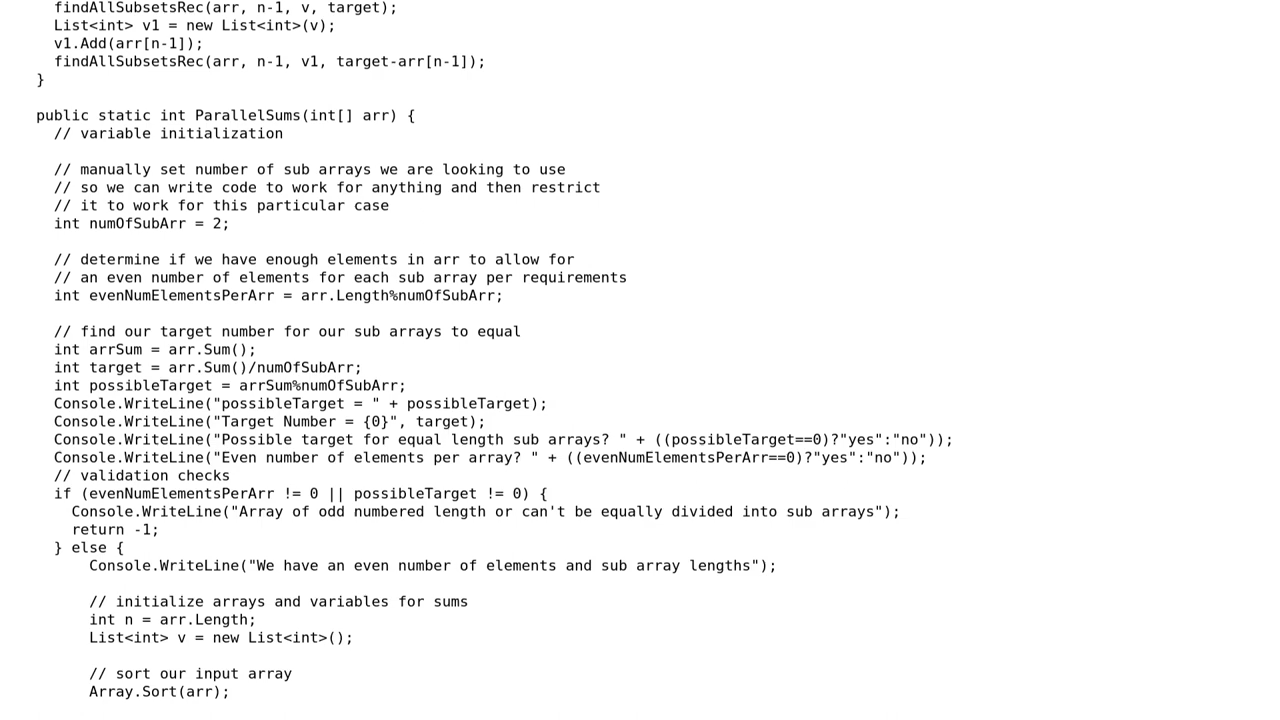 findAllSubsetsRec(arr, n-1, v, target);
List<int> v1 = new List<int>(v);
v1.Add(arr[n-1]);
findAllSubsetsRec(arr, n-1, v1, target-arr[n-1]);
}
public static int ParallelSums(int[] arr) {
// variable initialization
// manually set number of sub arrays we are looking to use
// so we can write code to work for anything and then restrict
// it to work for this particular case
int numOfSubArr = 2;
// determine if we have enough elements in arr to allow for
// an even number of elements for each sub array per requirements
int evenNumElementsPerArr = arr.Length%numOfSubArr;
// find our target number for our sub arrays to equal
int arrSum = arr.Sum();
int target = arr.Sum()/numOfSubArr;
int possibleTarget = arrSum%numOfSubArr;
Console.WriteLine("possibleTarget = " + possibleTarget);
Console.WriteLine("Target Number = {0}", target);
Console.WriteLine("Possible target for equal length sub arrays? " + ((possibleTarget==0)?"yes":"no"));
Console.WriteLine("Even number of elements per array? " + ((evenNumElementsPerArr==0)?"yes":"no"));
// validation checks
if (evenNumElementsPerArr != 0 || possibleTarget != 0) {
Console.WriteLine("Array of odd numbered length or can't be equally divided into sub arrays");
return -1;
} else {
Console.WriteLine("We have an even number of elements and sub array lengths");
// initialize arrays and variables for sums
int n = arr.Length;
List<int> v = new List<int>();
// sort our input array
Array.Sort(arr);